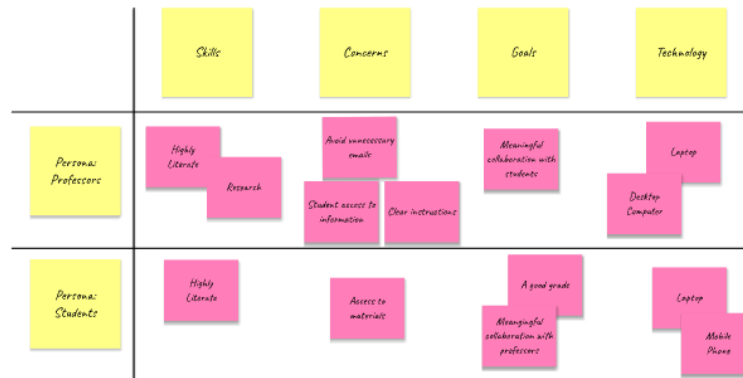 Skills
Concerns
Goals
Technology
Persona:
Professors
Highly
Literate
Research
Avoid unnecessary
emails
Student access to
information
Clear instructions
Meaningful
collaboration with
students
Laptop
Desktop
Computer
Persona:
Students
Highly
Literate
Access to
materials
A good grade
Meangingful
collaboration with
professors
Laptop
Mobile
Phone